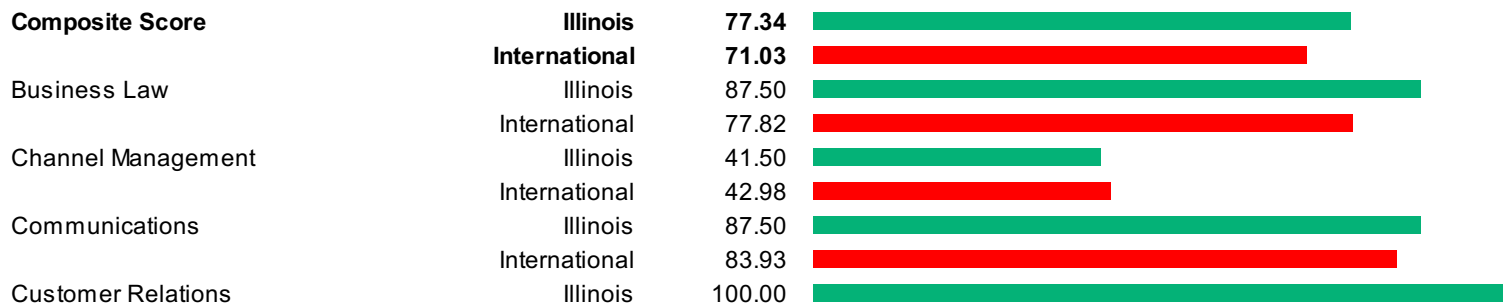 Composite Score Illinois 77.34
International 71.03
Business Law Illinois 87.50
International 77.82
Channel Management Illinois 41.50
International 42.98
Communications Illinois 87.50
International 83.93
Customer Relations Illinois 100.00